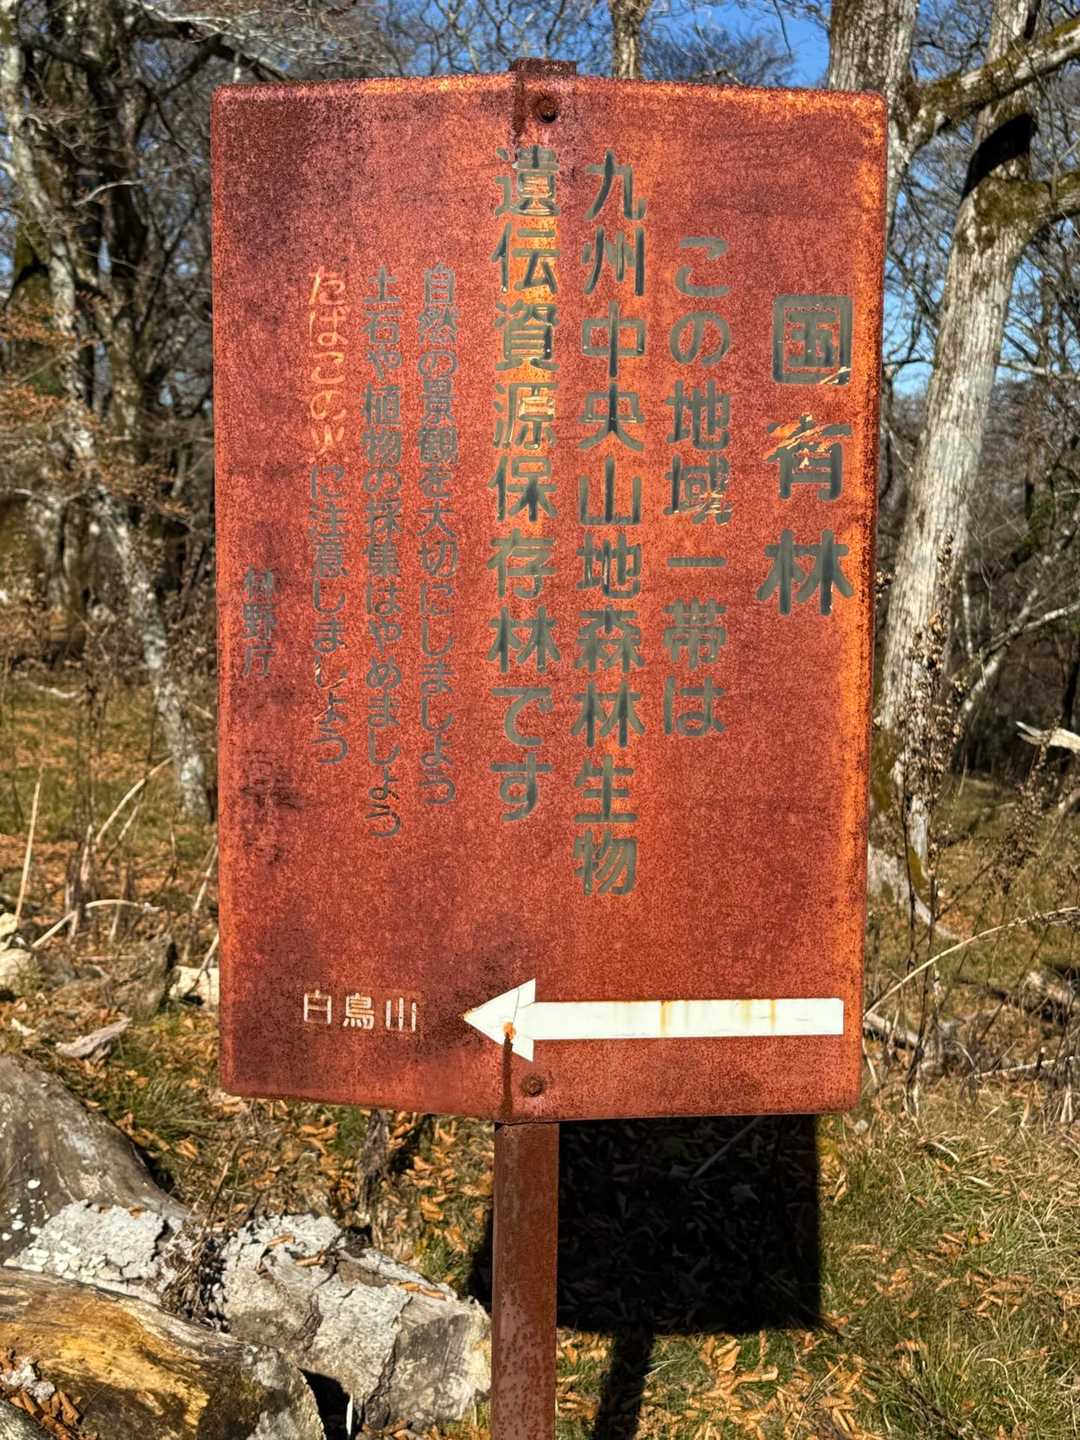 国有林
この地域一帯は
九州中央山地森林生物
遺伝資源保存林です
自然の景観を大切にしましょう
土石や植物の採集はやめましょう
たばこの火に注意しましょう
林野庁
白鳥山